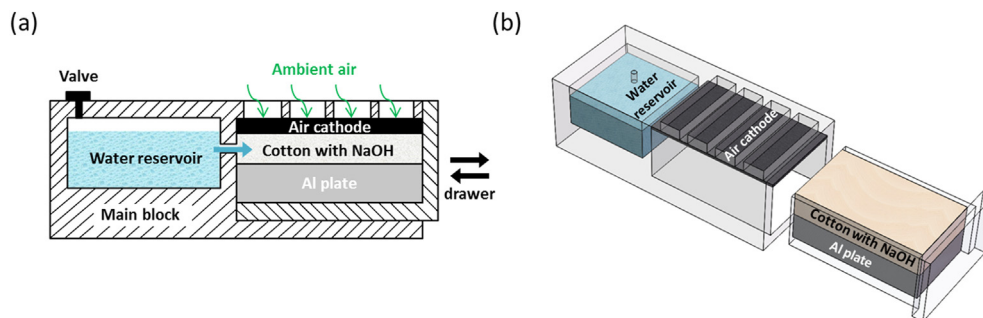 (a)
Valve
Ambient air
Air cathode
Water reservoir
Cotton with NaOH
Al plate
Main block
drawer
(b)
Water
reservoir
Air cathode
Cotton with NaOH
Al plate